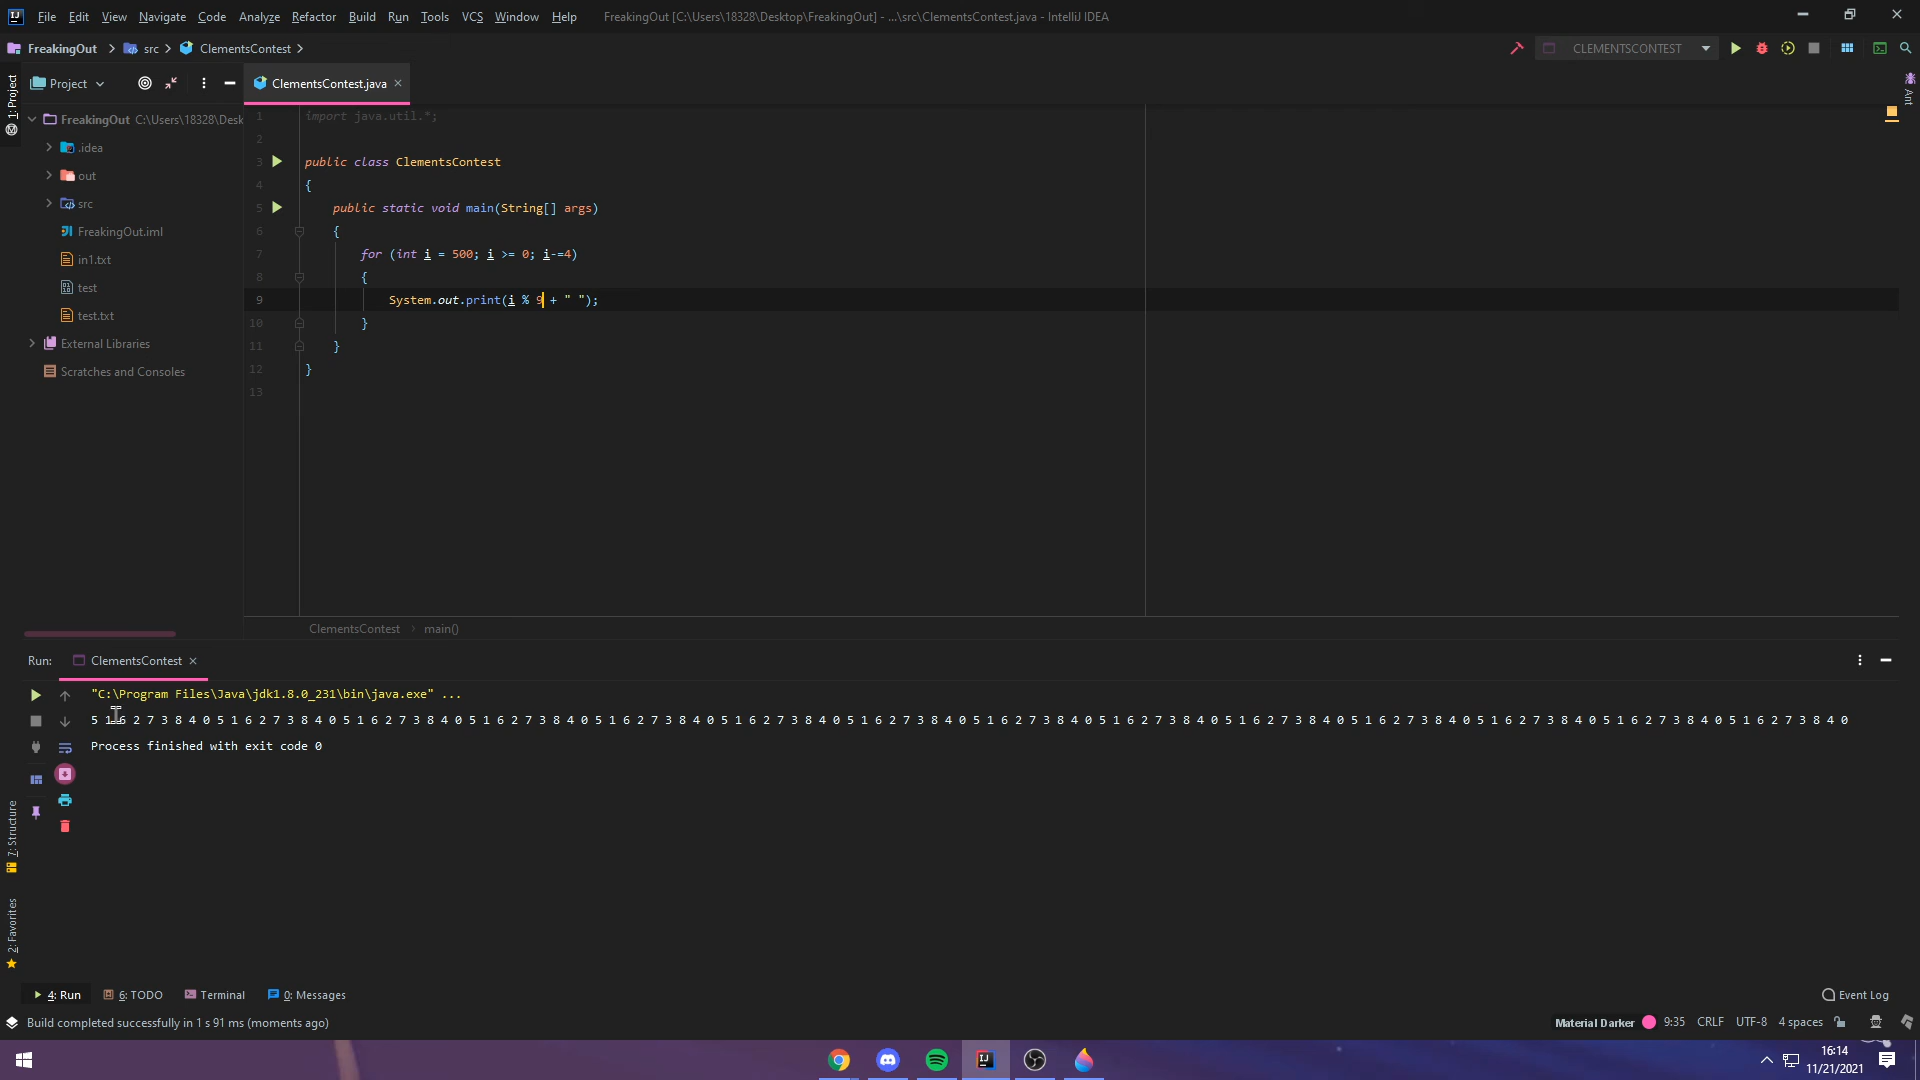 File Edit View Navigate Code Analyze Refactor Build Run Tools VCS Window Help FreakingOut [C:\Users\18328\Desktop\FreakingOut] - ...\src\ClementsContest.java - IntelliJ IDEA
FreakingOut src ClementsContest CLEMENTSCONTEST
1: Project
Project
ClementsContest.java
Ant
FreakingOut C:\Users\18328\Desk
.idea
out
src
FreakingOut.iml
in1.txt
test
test.txt
External Libraries
Scratches and Consoles
1 import java.util.*;
2
3 public class ClementsContest
4 {
5 public static void main(String[] args)
6 {
7 for (int i = 500; i >= 0; i-=4)
8 {
9 System.out.print(i % 9 + " ");
10 }
11 }
12 }
13
ClementsContest main()
Run: ClementsContest
"C:\Program Files\Java\jdk1.8.0_231\bin\java.exe" ...
5 1 6 2 7 3 8 4 0 5 1 6 2 7 3 8 4 0 5 1 6 2 7 3 8 4 0 5 1 6 2 7 3 8 4 0 5 1 6 2 7 3 8 4 0 5 1 6 2 7 3 8 4 0 5 1 6 2 7 3 8 4 0 5 1 6 2 7 3 8 4 0 5 1 6 2 7 3 8 4 0 5 1 6 2 7 3 8 4 0 5 1 6 2 7 3 8 4 0 5 1 6 2 7 3 8 4 0 5 1 6 2 7 3 8 4 0 5 1 6 2 7 3 8 4 0
Process finished with exit code 0
7: Structure
2: Favorites
4: Run 6: TODO Terminal 0: Messages Event Log
Build completed successfully in 1 s 91 ms (moments ago) Material Darker 9:35 CRLF UTF-8 4 spaces
16:14
11/21/2021